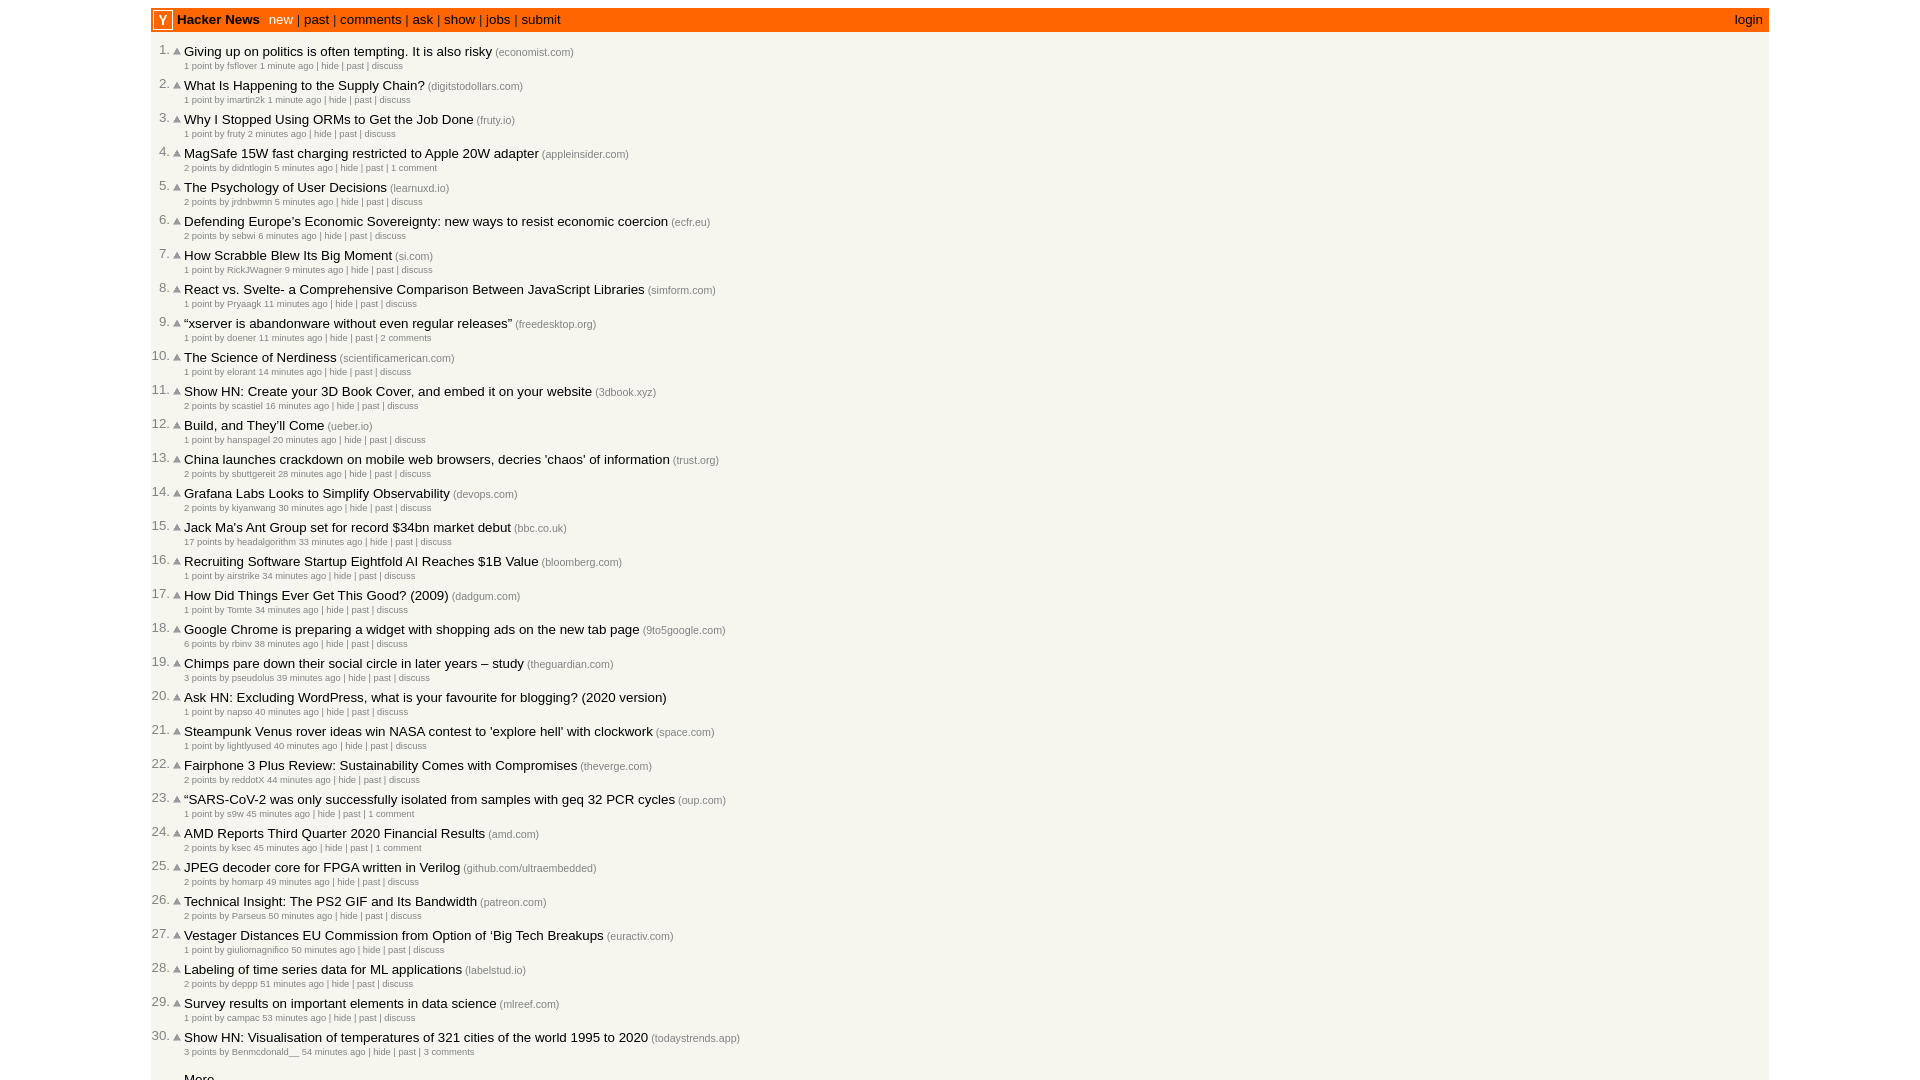 Y Hacker News new | past | comments | ask | show | jobs | submit login
1. Giving up on politics is often tempting. It is also risky (economist.com)
1 point by fsflover 1 minute ago | hide | past | discuss
2. What Is Happening to the Supply Chain? (digitstodollars.com)
1 point by imartin2k 1 minute ago | hide | past | discuss
3. Why I Stopped Using ORMs to Get the Job Done (fruty.io)
1 point by fruty 2 minutes ago | hide | past | discuss
4. MagSafe 15W fast charging restricted to Apple 20W adapter (appleinsider.com)
2 points by didntlogin 5 minutes ago | hide | past | 1 comment
5. The Psychology of User Decisions (learnuxd.io)
2 points by jrdnbwmn 5 minutes ago | hide | past | discuss
6. Defending Europe’s Economic Sovereignty: new ways to resist economic coercion (ecfr.eu)
2 points by sebwi 6 minutes ago | hide | past | discuss
7. How Scrabble Blew Its Big Moment (si.com)
1 point by RickJWagner 9 minutes ago | hide | past | discuss
8. React vs. Svelte- a Comprehensive Comparison Between JavaScript Libraries (simform.com)
1 point by Pryaagk 11 minutes ago | hide | past | discuss
9. “xserver is abandonware without even regular releases” (freedesktop.org)
1 point by doener 11 minutes ago | hide | past | 2 comments
10. The Science of Nerdiness (scientificamerican.com)
1 point by elorant 14 minutes ago | hide | past | discuss
11. Show HN: Create your 3D Book Cover, and embed it on your website (3dbook.xyz)
2 points by scastiel 16 minutes ago | hide | past | discuss
12. Build, and They’ll Come (ueber.io)
1 point by hanspagel 20 minutes ago | hide | past | discuss
13. China launches crackdown on mobile web browsers, decries 'chaos' of information (trust.org)
2 points by sbuttgereit 28 minutes ago | hide | past | discuss
14. Grafana Labs Looks to Simplify Observability (devops.com)
2 points by kiyanwang 30 minutes ago | hide | past | discuss
15. Jack Ma's Ant Group set for record $34bn market debut (bbc.co.uk)
17 points by headalgorithm 33 minutes ago | hide | past | discuss
16. Recruiting Software Startup Eightfold AI Reaches $1B Value (bloomberg.com)
1 point by airstrike 34 minutes ago | hide | past | discuss
17. How Did Things Ever Get This Good? (2009) (dadgum.com)
1 point by Tomte 34 minutes ago | hide | past | discuss
18. Google Chrome is preparing a widget with shopping ads on the new tab page (9to5google.com)
6 points by rbinv 38 minutes ago | hide | past | discuss
19. Chimps pare down their social circle in later years – study (theguardian.com)
3 points by pseudolus 39 minutes ago | hide | past | discuss
20. Ask HN: Excluding WordPress, what is your favourite for blogging? (2020 version)
1 point by napso 40 minutes ago | hide | past | discuss
21. Steampunk Venus rover ideas win NASA contest to 'explore hell' with clockwork (space.com)
1 point by lightlyused 40 minutes ago | hide | past | discuss
22. Fairphone 3 Plus Review: Sustainability Comes with Compromises (theverge.com)
2 points by reddotX 44 minutes ago | hide | past | discuss
23. “SARS-CoV-2 was only successfully isolated from samples with geq 32 PCR cycles (oup.com)
1 point by s9w 45 minutes ago | hide | past | 1 comment
24. AMD Reports Third Quarter 2020 Financial Results (amd.com)
2 points by ksec 45 minutes ago | hide | past | 1 comment
25. JPEG decoder core for FPGA written in Verilog (github.com/ultraembedded)
2 points by homarp 49 minutes ago | hide | past | discuss
26. Technical Insight: The PS2 GIF and Its Bandwidth (patreon.com)
2 points by Parseus 50 minutes ago | hide | past | discuss
27. Vestager Distances EU Commission from Option of ‘Big Tech Breakups (euractiv.com)
1 point by giuliomagnifico 50 minutes ago | hide | past | discuss
28. Labeling of time series data for ML applications (labelstud.io)
2 points by deppp 51 minutes ago | hide | past | discuss
29. Survey results on important elements in data science (mlreef.com)
1 point by campac 53 minutes ago | hide | past | discuss
30. Show HN: Visualisation of temperatures of 321 cities of the world 1995 to 2020 (todaystrends.app)
3 points by Benmcdonald__ 54 minutes ago | hide | past | 3 comments
More